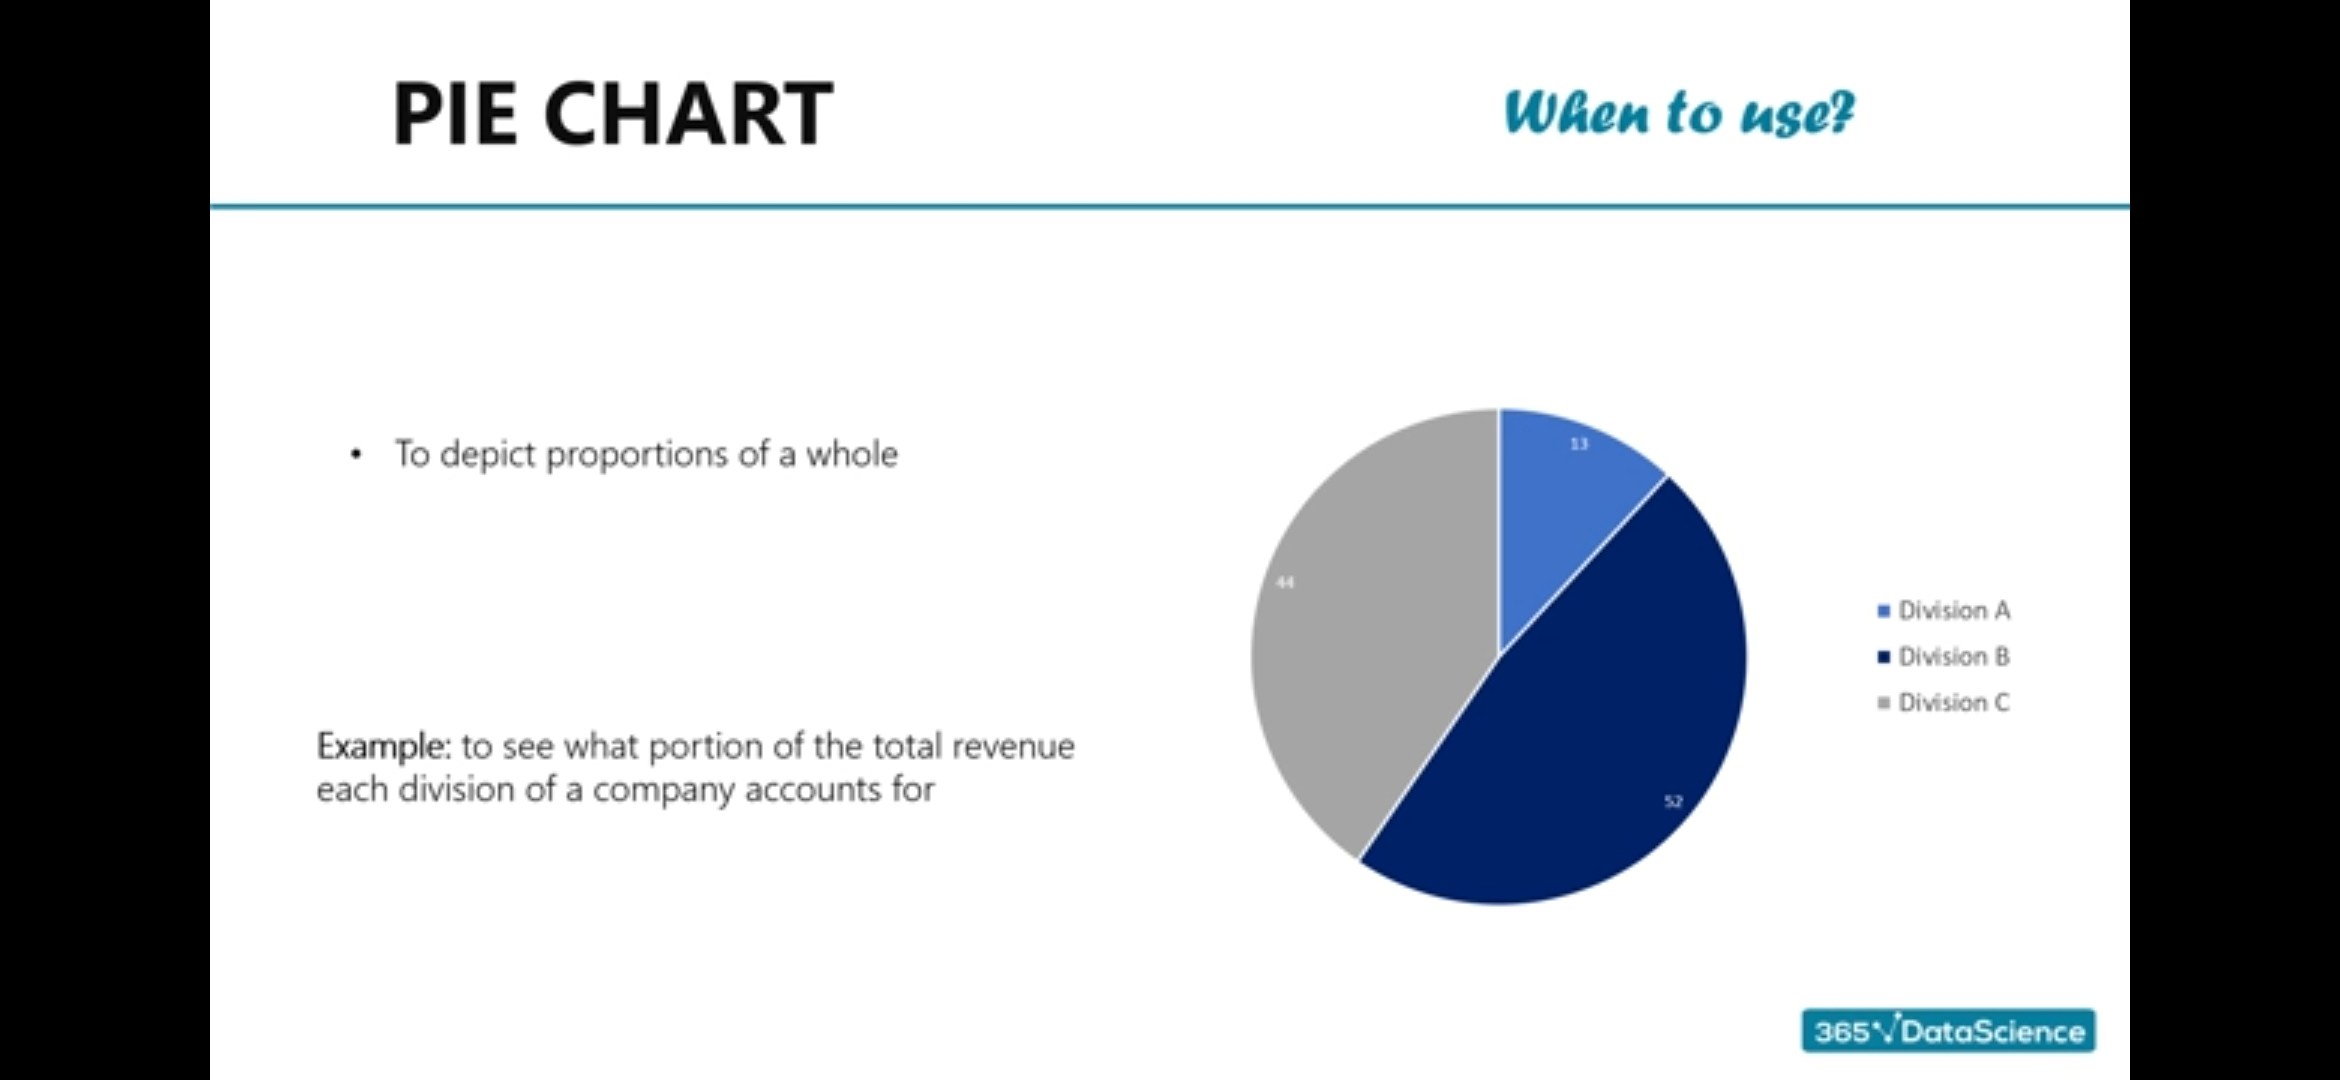 PIE CHART
When to use?
• To depict proportions of a whole
Example: to see what portion of the total revenue
each division of a company accounts for
13
44
52
Division A
Division B
Division C
365 DataScience